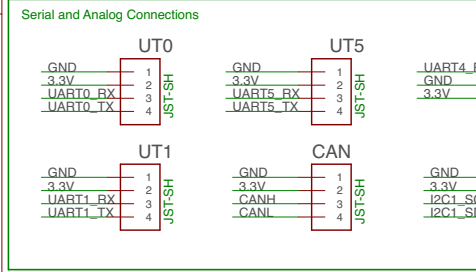 Serial and Analog Connections
UT0
GND 1
3.3V 2
UART0_RX 3
UART0_TX 4
JST-SH
UT5
GND 1
3.3V 2
UART5_RX 3
UART5_TX 4
JST-SH
GND
3.3V
UT1
GND 1
3.3V 2
UART1_RX 3
UART1_TX 4
JST-SH
CAN
GND 1
3.3V 2
CANH 3
CANL 4
JST-SH
GND
3.3V